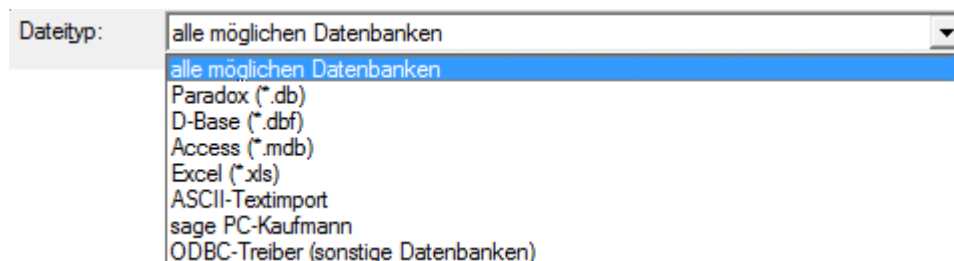 Dateityp: alle möglichen Datenbanken
alle möglichen Datenbanken
Paradox (*.db)
D-Base (*.dbf)
Access (*.mdb)
Excel (*.xls)
ASCII-Textimport
sage PC-Kaufmann
ODBC-Treiber (sonstige Datenbanken)